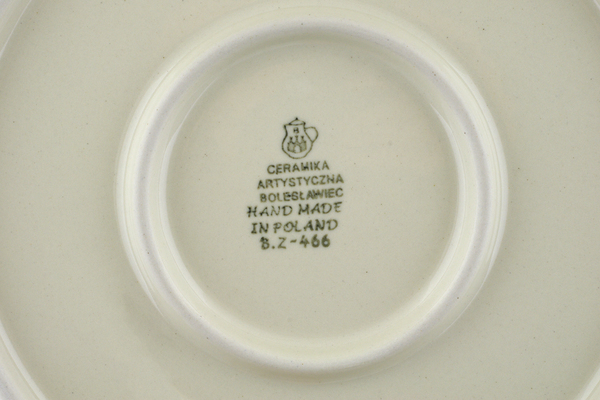 CERAMIKA
ARTYSTYCZNA
BOLESŁAWIEC
HAND MADE
IN POLAND
B.Z-466